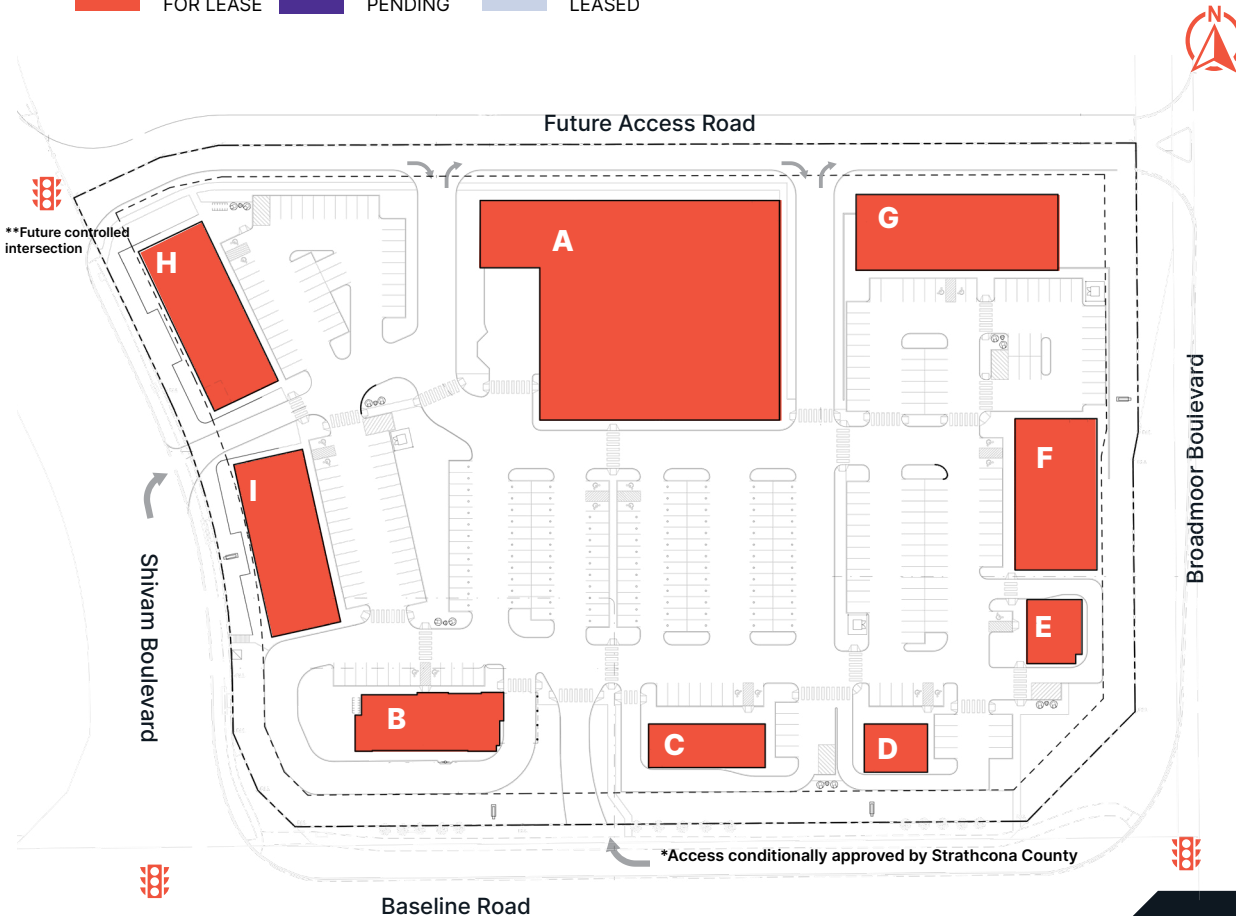 FOR LEASE
PENDING
LEASED
N
Future Access Road
**Future controlled
intersection
H
A
G
F
I
E
B
C
D
Shivam Boulevard
Broadmoor Boulevard
*Access conditionally approved by Strathcona County
Baseline Road